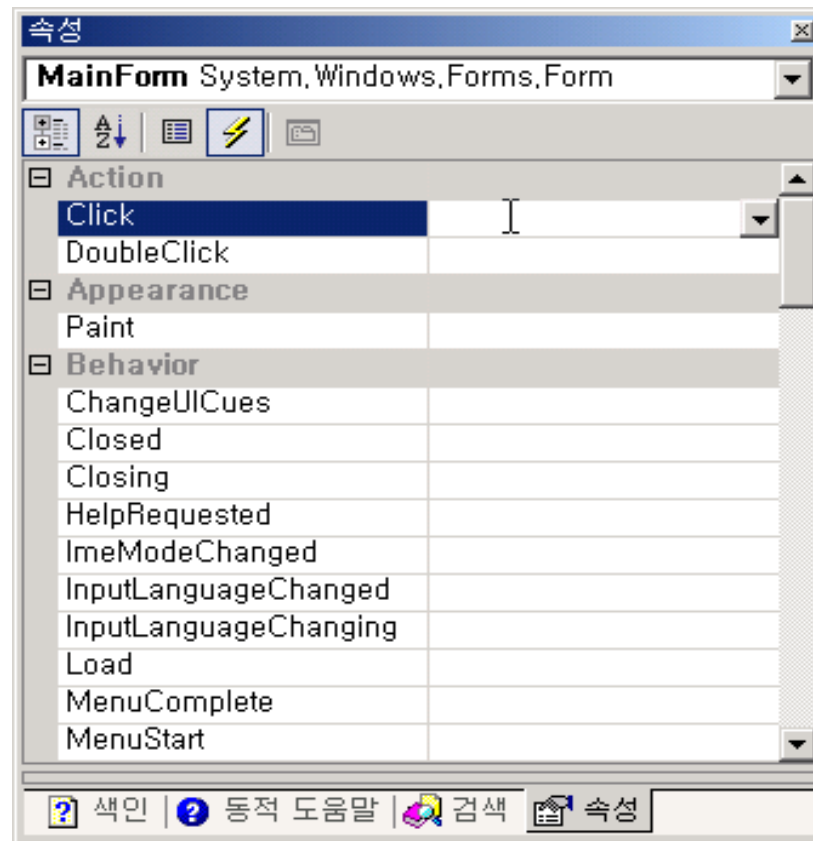 속성
MainForm System.Windows.Forms.Form
Action
Click
DoubleClick
Appearance
Paint
Behavior
ChangeUICues
Closed
Closing
HelpRequested
ImeModeChanged
InputLanguageChanged
InputLanguageChanging
Load
MenuComplete
MenuStart
색인 동적 도움말 검색 속성